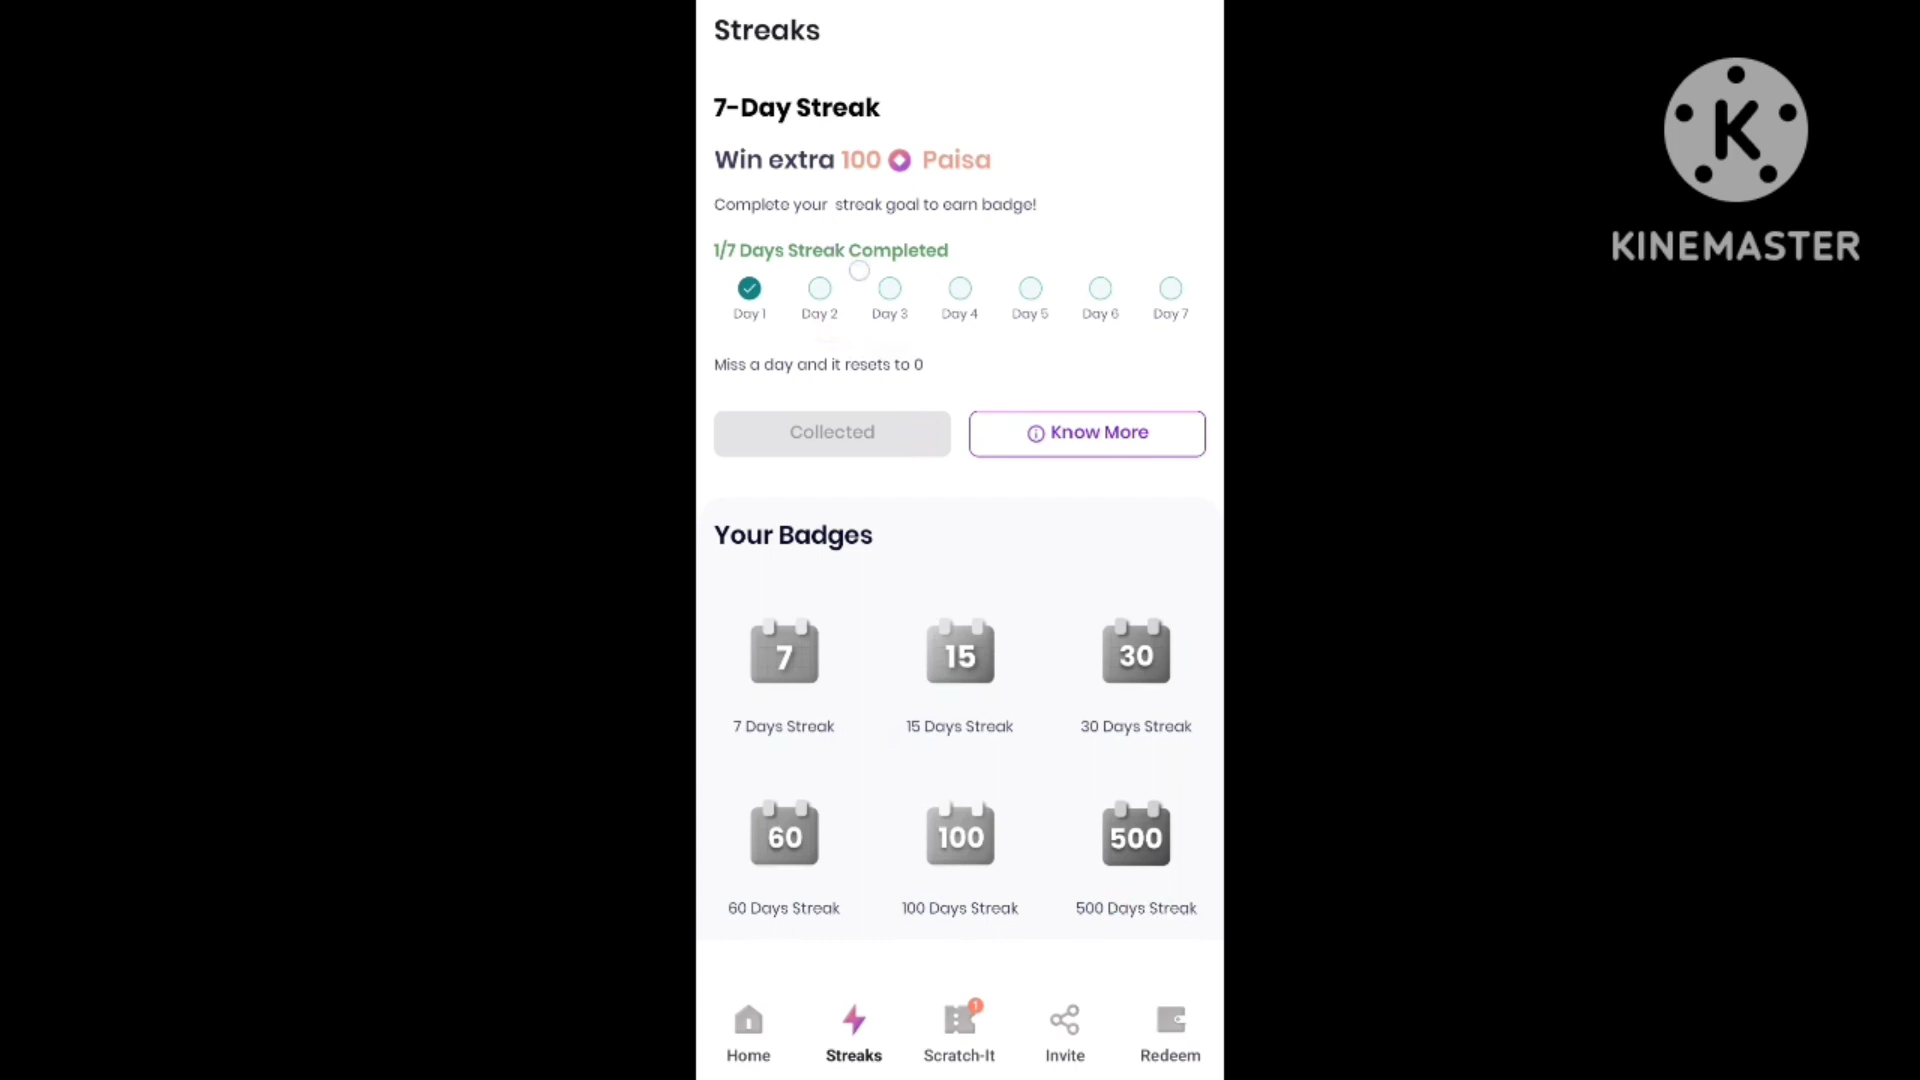 Streaks
7-Day Streak
Win extra 100 Paisa
Complete your streak goal to earn badge!
1/7 Days Streak Completed
Day 1 Day 2 Day 3 Day 4 Day 5 Day 6 Day 7
Miss a day and it resets to 0
Collected Know More
Your Badges
7 15 30
7 Days Streak 15 Days Streak 30 Days Streak
60 100 500
60 Days Streak 100 Days Streak 500 Days Streak
1
Home Streaks Scratch-It Invite Redeem
K
KINEMASTER